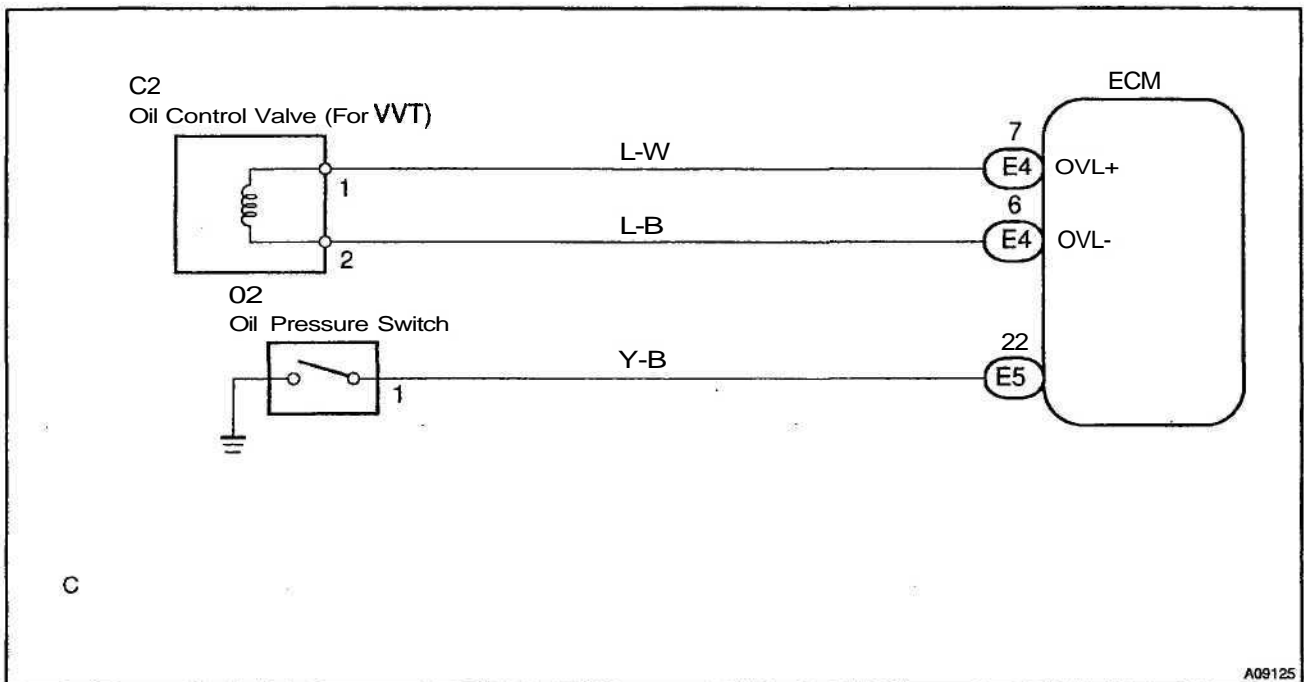 C2
Oil Control Valve (For VVT)
ECM
1
L-W
7
E4
OVL+
2
L-B
6
E4
OVL-
02
Oil Pressure Switch
1
Y-B
22
E5
C
A09125